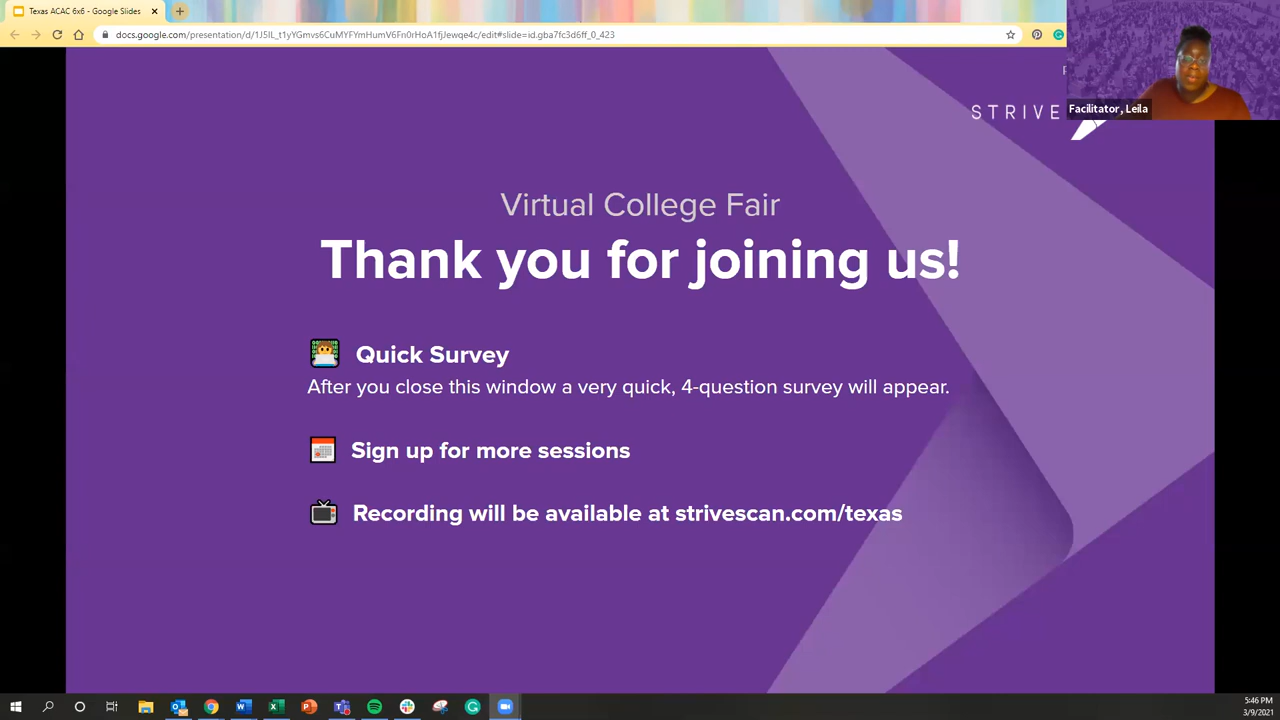 Texas ACAC 6x6 - Google Slides
docs.google.com/presentation/d/1J5IL_t1yYGmvs6CuMYFYmHumV6Fn0rHoA1fjJewqe4c/edit#slide=id.gba7fc3d6ff_0_423
STRIVE
Facilitator, Leila
Virtual College Fair
Thank you for joining us!
Quick Survey
After you close this window a very quick, 4-question survey will appear.
Sign up for more sessions
Recording will be available at strivescan.com/texas
5:46 PM
3/9/2021